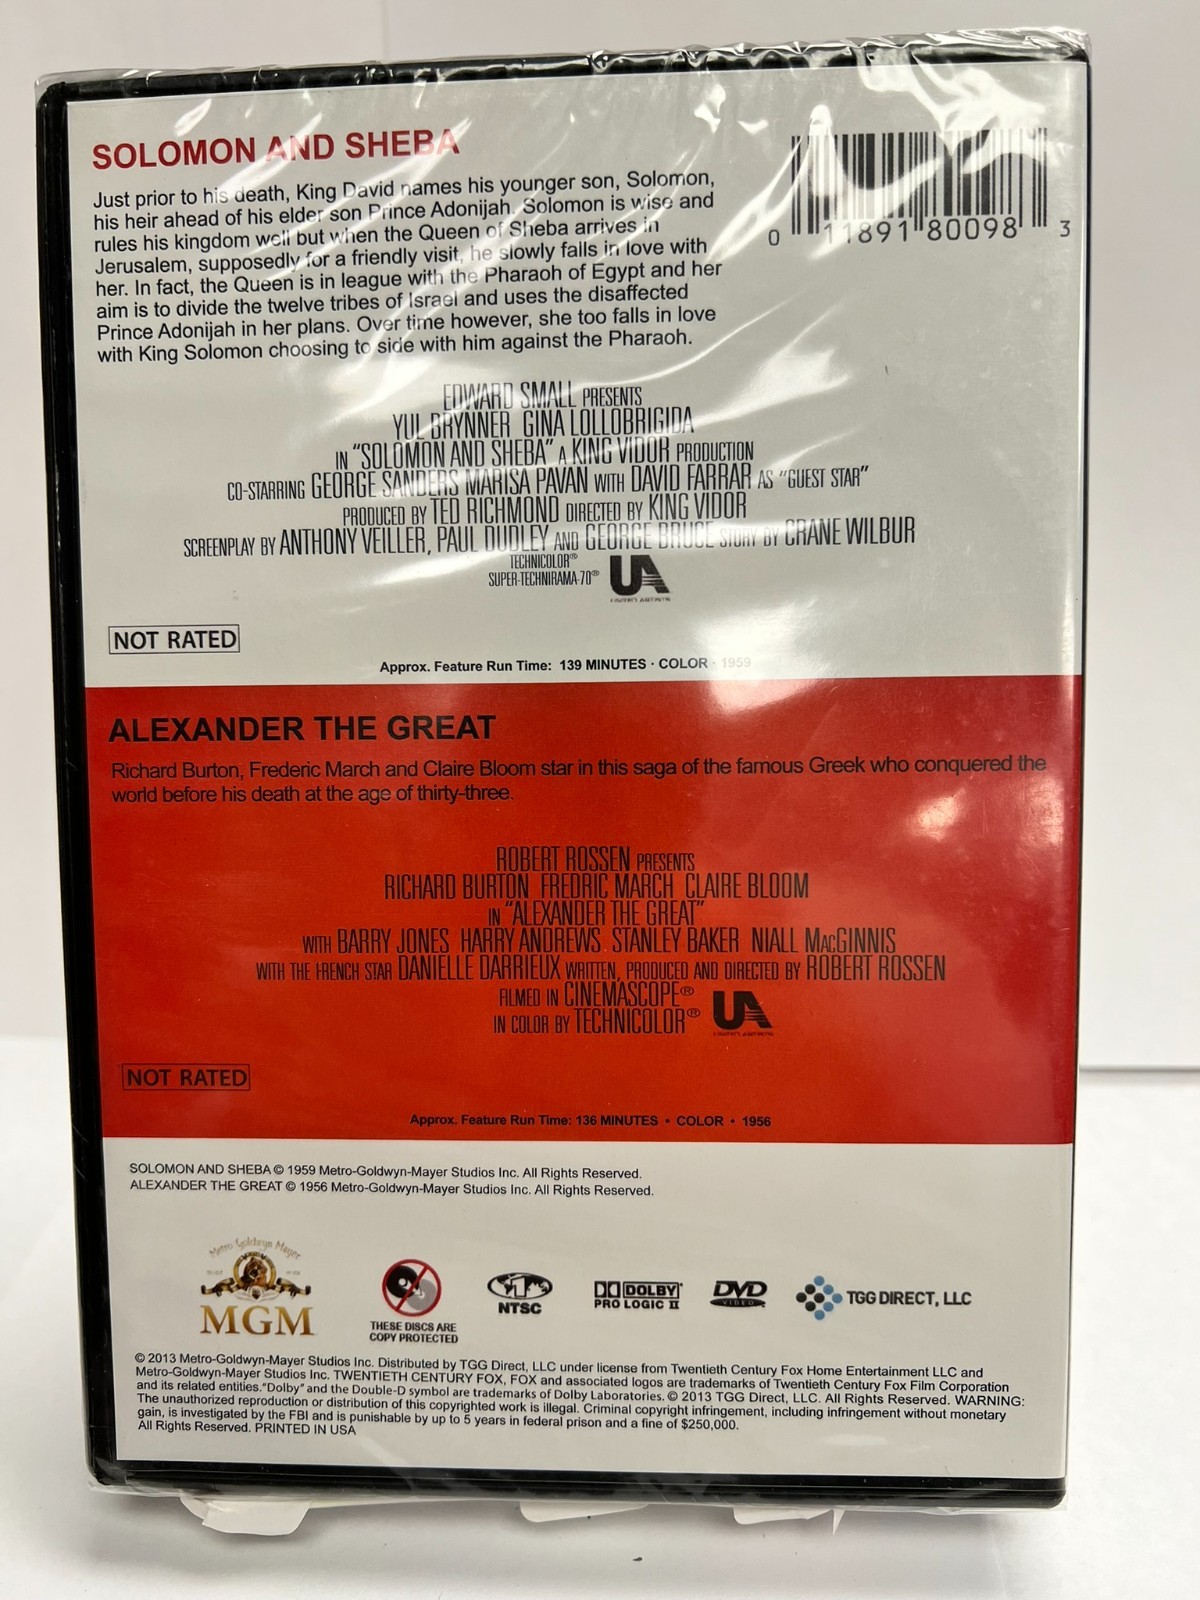 SOLOMON AND SHEBA
Just prior to his death, King David names his younger son, Solomon,
his heir ahead of his elder son Prince Adonijah. Solomon is wise and
rules his kingdom well but when the Queen of Sheba arrives in
Jerusalem, supposedly for a friendly visit, he slowly falls in love with
her. In fact, the Queen is in league with the Pharaoh of Egypt and her
aim is to divide the twelve tribes of Israel and uses the disaffected
Prince Adonijah in her plans. Over time however, she too falls in love
with King Solomon choosing to side with him against the Pharaoh.
0 11891 80098 3
EDWARD SMALL PRESENTS
YUL BRYNNER GINA LOLLOBRIGIDA
IN "SOLOMON AND SHEBA" A KING VIDOR PRODUCTION
CO-STARRING GEORGE SANDERS MARISA PAVAN WITH DAVID FARRAR AS "GUEST STAR"
PRODUCED BY TED RICHMOND DIRECTED BY KING VIDOR
SCREENPLAY BY ANTHONY VEILLER, PAUL DUDLEY AND GEORGE BRUCE STORY BY CRANE WILBUR
TECHNICOLOR®
SUPER-TECHNIRAMA-70®
UA
UNITED ARTISTS
NOT RATED
Approx. Feature Run Time: 139 MINUTES · COLOR · 1959
ALEXANDER THE GREAT
Richard Burton, Frederic March and Claire Bloom star in this saga of the famous Greek who conquered the
world before his death at the age of thirty-three.
ROBERT ROSSEN PRESENTS
RICHARD BURTON FREDRIC MARCH CLAIRE BLOOM
IN "ALEXANDER THE GREAT"
WITH BARRY JONES HARRY ANDREWS STANLEY BAKER NIALL MacGINNIS
WITH THE FRENCH STAR DANIELLE DARRIEUX WRITTEN, PRODUCED AND DIRECTED BY ROBERT ROSSEN
FILMED IN CINEMASCOPE®
IN COLOR BY TECHNICOLOR®
UA
UNITED ARTISTS
NOT RATED
Approx. Feature Run Time: 136 MINUTES • COLOR • 1956
SOLOMON AND SHEBA © 1959 Metro-Goldwyn-Mayer Studios Inc. All Rights Reserved.
ALEXANDER THE GREAT © 1956 Metro-Goldwyn-Mayer Studios Inc. All Rights Reserved.
Metro Goldwyn Mayer
MGM
THESE DISCS ARE
COPY PROTECTED
1
NTSC
DOLBY
PRO LOGIC II
DVD
VIDEO
TGG DIRECT, LLC
© 2013 Metro-Goldwyn-Mayer Studios Inc. Distributed by TGG Direct, LLC under license from Twentieth Century Fox Home Entertainment LLC and
Metro-Goldwyn-Mayer Studios Inc. TWENTIETH CENTURY FOX, FOX and associated logos are trademarks of Twentieth Century Fox Film Corporation
and its related entities."Dolby" and the Double-D symbol are trademarks of Dolby Laboratories. © 2013 TGG Direct, LLC. All Rights Reserved. WARNING:
The unauthorized reproduction or distribution of this copyrighted work is illegal. Criminal copyright infringement, including infringement without monetary
gain, is investigated by the FBI and is punishable by up to 5 years in federal prison and a fine of $250,000.
All Rights Reserved. PRINTED IN USA